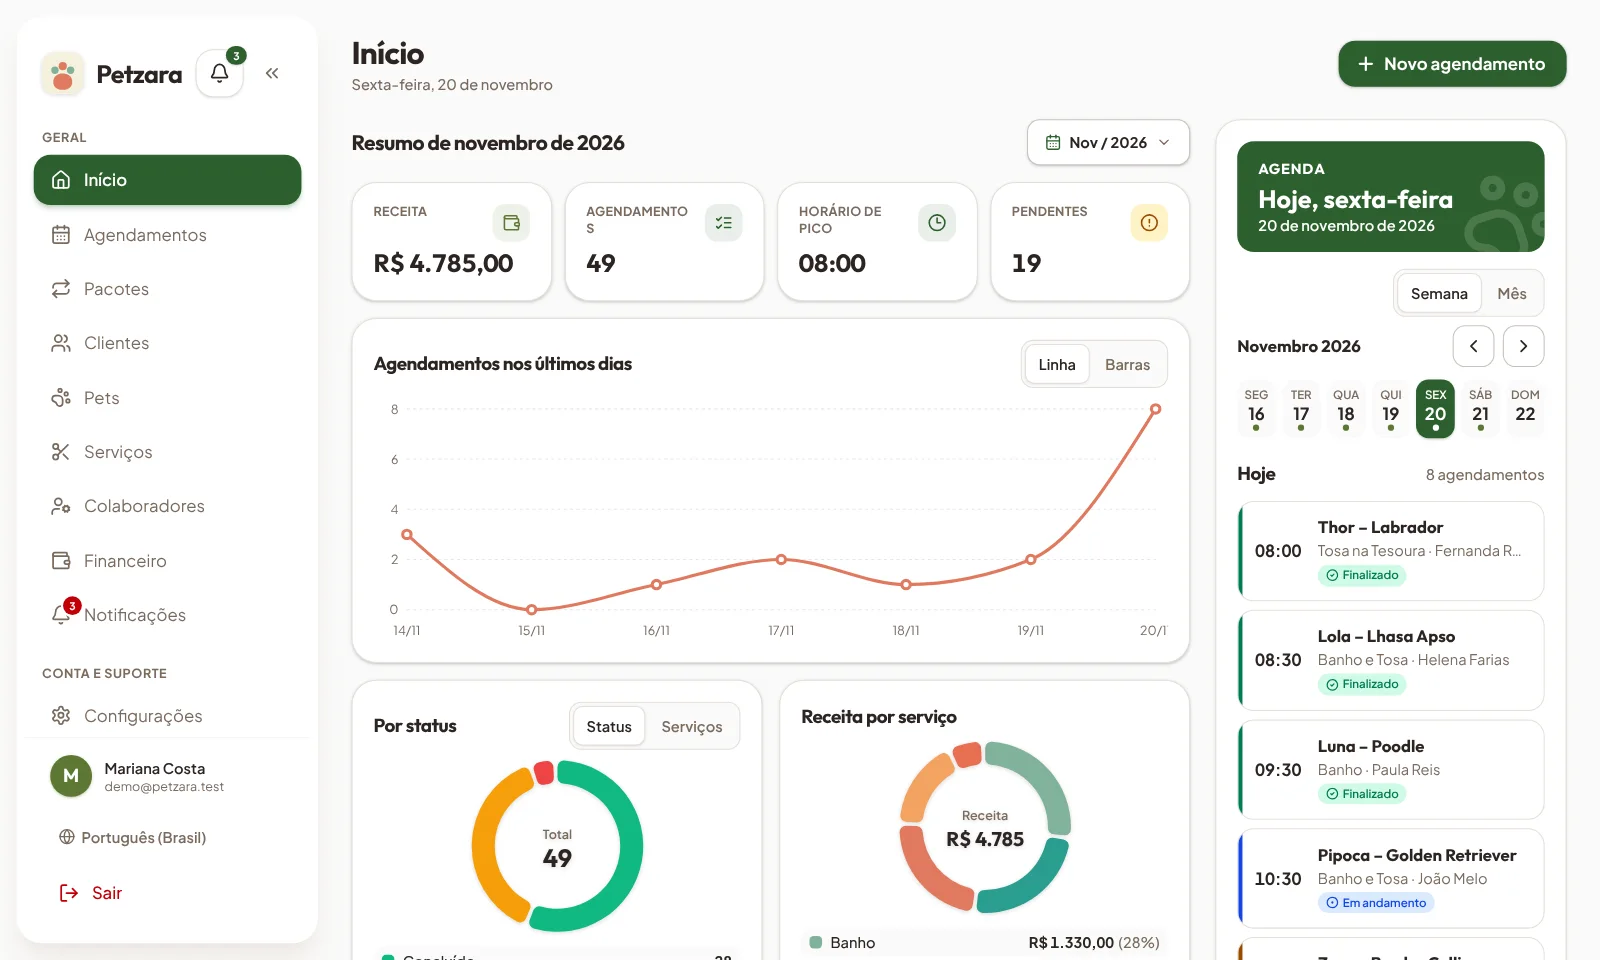 Petzara
3
GERAL
Início
Agendamentos
Pacotes
Clientes
Pets
Serviços
Colaboradores
Financeiro
3
Notificações
CONTA E SUPORTE
Configurações
M
Mariana Costa
demo@petzara.test
Português (Brasil)
Sair
Início
Sexta-feira, 20 de novembro
Novo agendamento
Resumo de novembro de 2026
Nov / 2026
RECEITA
R$ 4.785,00
AGENDAMENTO
S
49
HORÁRIO DE
PICO
08:00
PENDENTES
19
Agendamentos nos últimos dias
Linha Barras
8
6
4
2
0
14/11 15/11 16/11 17/11 18/11 19/11 20/1
Por status
Status Serviços
Total
49
28
Receita por serviço
Receita
R$ 4.785
Banho R$ 1.330,00 (28%)
AGENDA
Hoje, sexta-feira
20 de novembro de 2026
Semana Mês
Novembro 2026
SEG TER QUA QUI SEX SÁB DOM
16 17 18 19 20 21 22
Hoje 8 agendamentos
08:00
Thor – Labrador
Tosa na Tesoura · Fernanda R...
Finalizado
08:30
Lola – Lhasa Apso
Banho e Tosa · Helena Farias
Finalizado
09:30
Luna – Poodle
Banho · Paula Reis
Finalizado
10:30
Pipoca – Golden Retriever
Banho e Tosa · João Melo
Em andamento